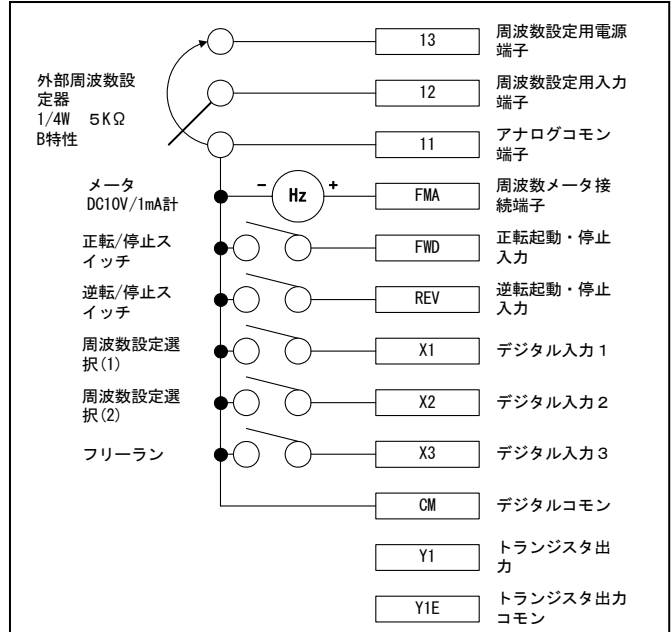 13
周波数設定用電源
端子
外部周波数設
定器
1/4W 5KΩ
B特性
12
周波数設定用入力
端子
11
アナログコモン
端子
メータ
DC10V/1mA計
− Hz +
FMA
周波数メータ接
続端子
正転/停止ス
イッチ
FWD
正転起動・停止
入力
逆転/停止ス
イッチ
REV
逆転起動・停止
入力
周波数設定選
択(1)
X1
デジタル入力1
周波数設定選
択(2)
X2
デジタル入力2
フリーラン
X3
デジタル入力3
CM
デジタルコモン
Y1
トランジスタ出
力
Y1E
トランジスタ出力
コモン